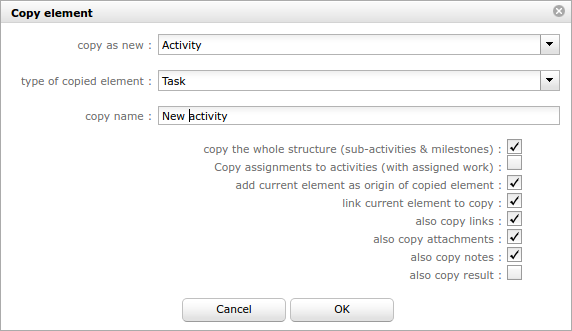 Copy element
copy as new : Activity
type of copied element : Task
copy name : New activity
copy the whole structure (sub-activities & milestones) :
Copy assignments to activities (with assigned work) :
add current element as origin of copied element :
link current element to copy :
also copy links :
also copy attachments :
also copy notes :
also copy result :
Cancel OK